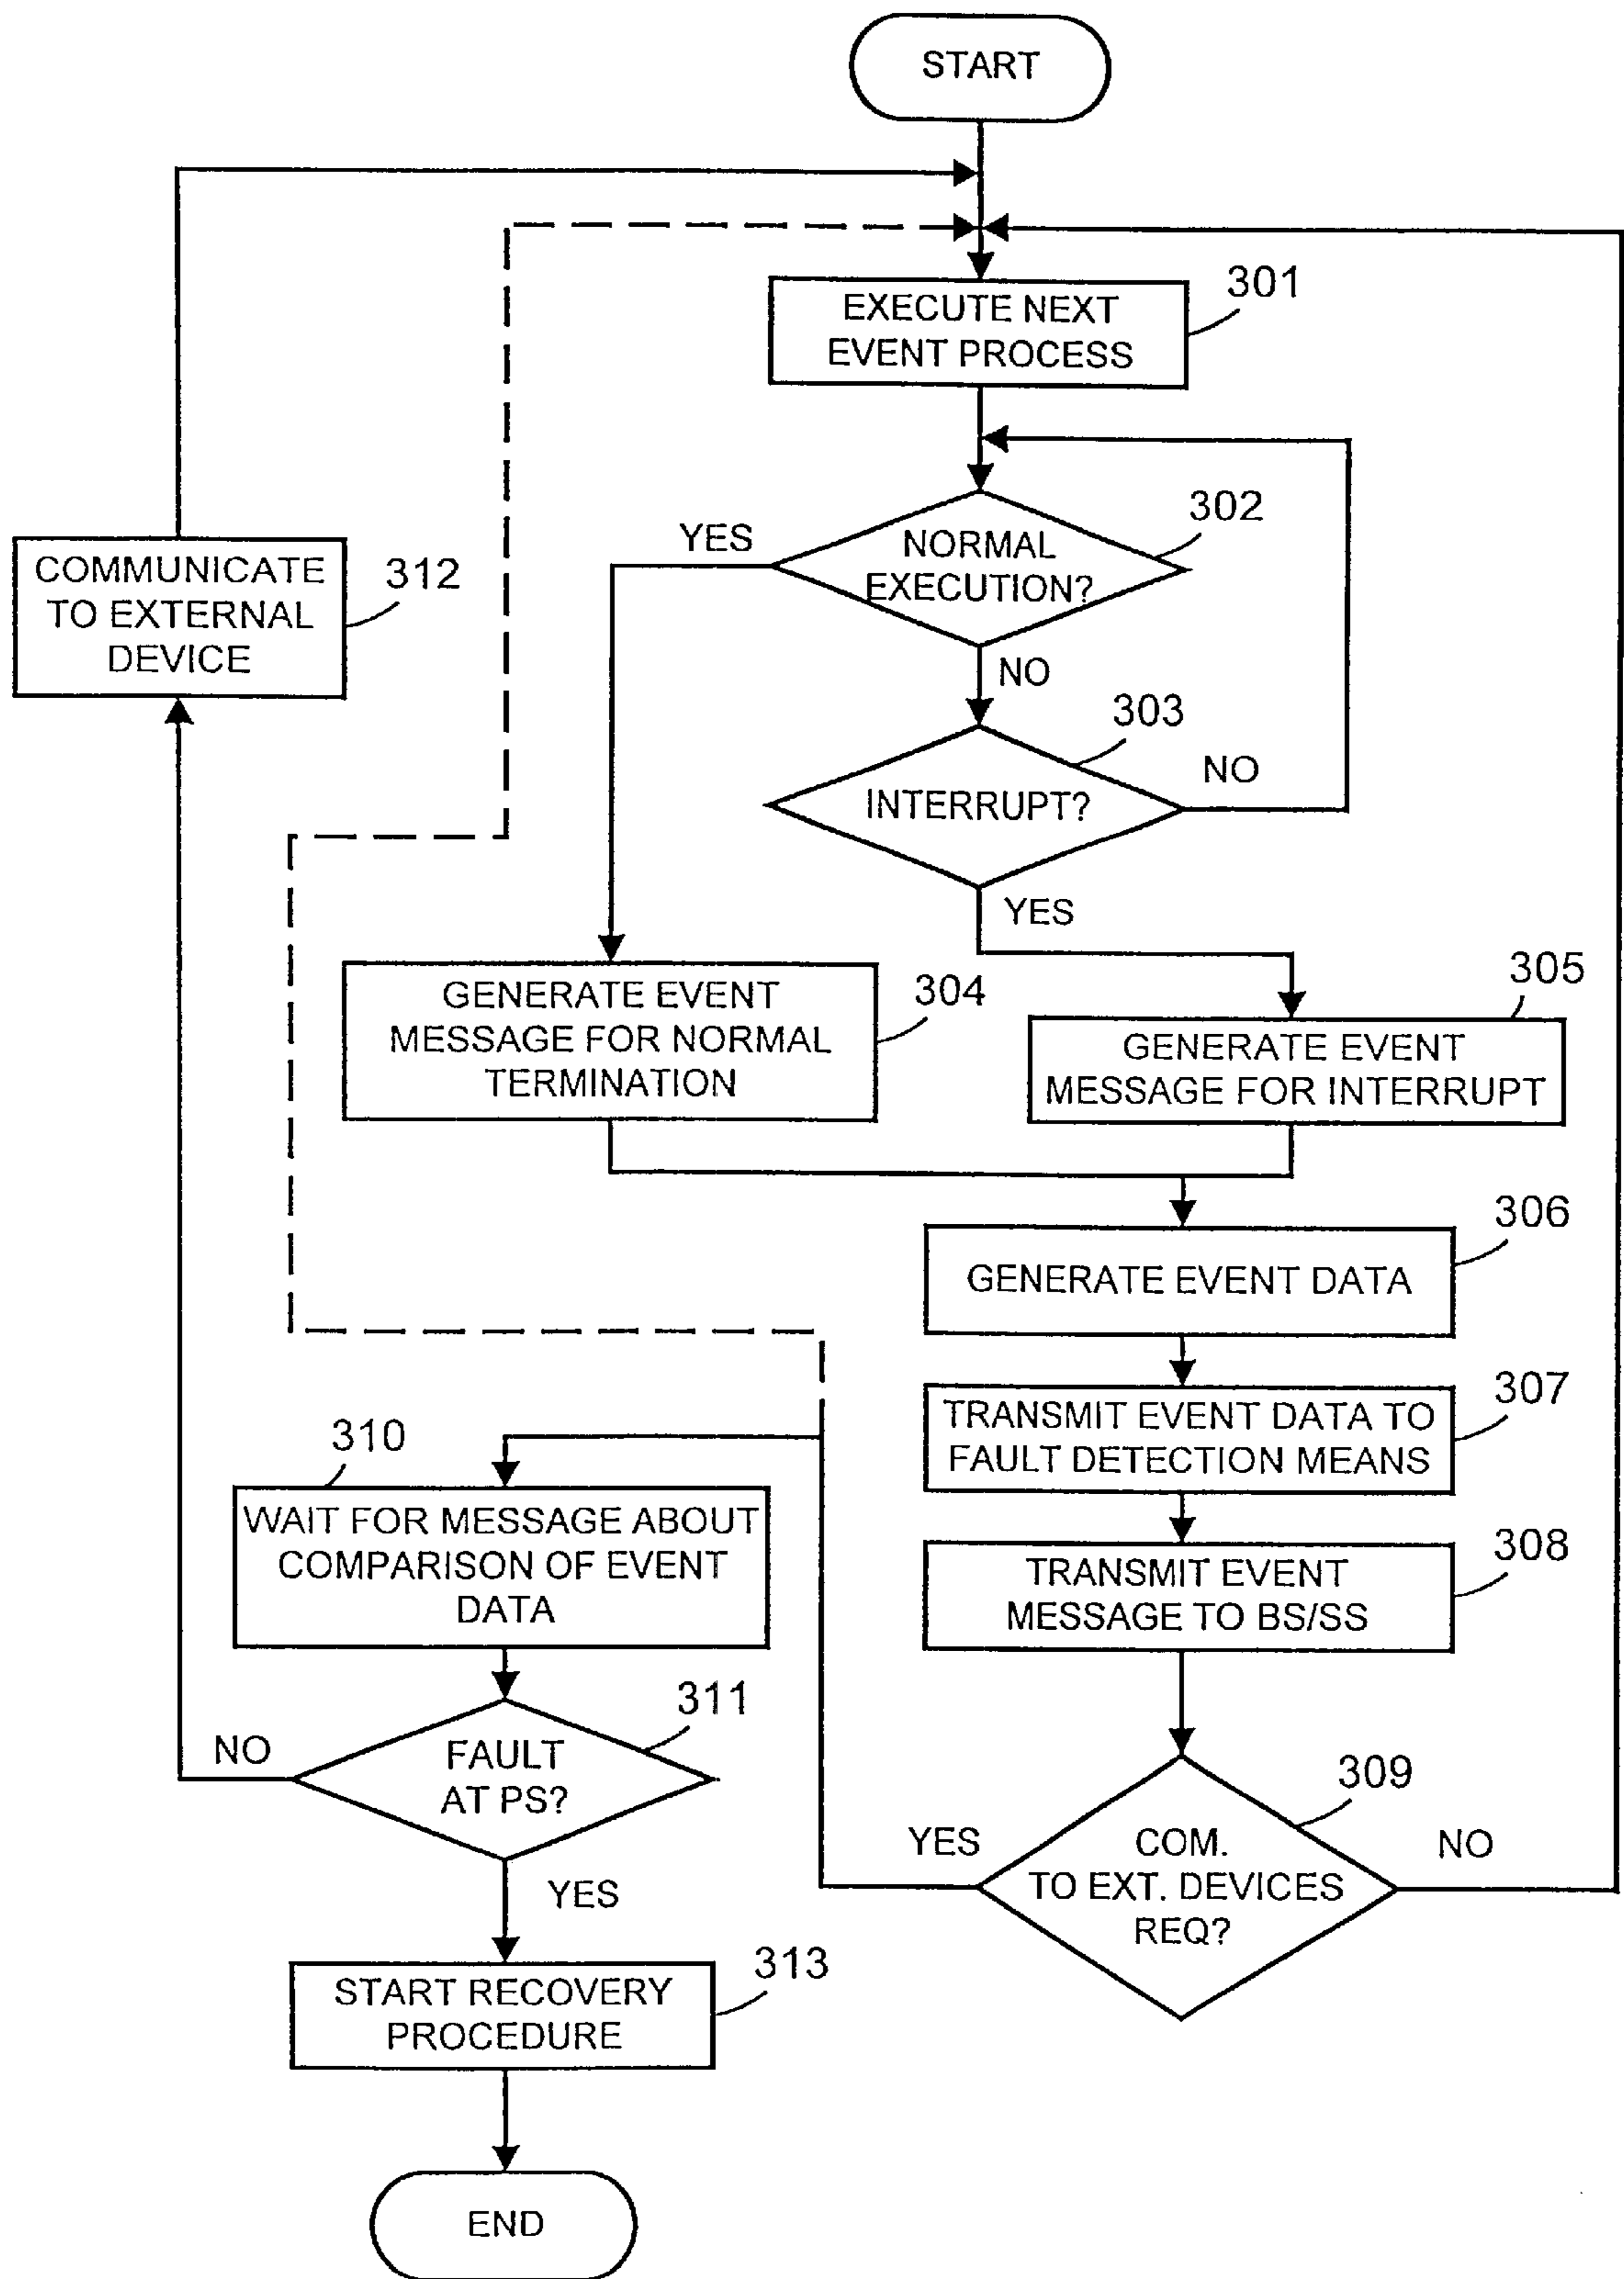 START
301
EXECUTE NEXT
EVENT PROCESS
302
YES
NORMAL
EXECUTION?
COMMUNICATE
TO EXTERNAL
DEVICE
312
NO
303
INTERRUPT?
NO
YES
304
GENERATE EVENT
MESSAGE FOR NORMAL
TERMINATION
305
GENERATE EVENT
MESSAGE FOR INTERRUPT
306
GENERATE EVENT DATA
307
TRANSMIT EVENT DATA TO
FAULT DETECTION MEANS
308
TRANSMIT EVENT
MESSAGE TO BS/SS
309
YES
COM.
TO EXT. DEVICES
REQ?
NO
310
WAIT FOR MESSAGE ABOUT
COMPARISON OF EVENT
DATA
311
NO
FAULT
AT PS?
YES
313
START RECOVERY
PROCEDURE
END